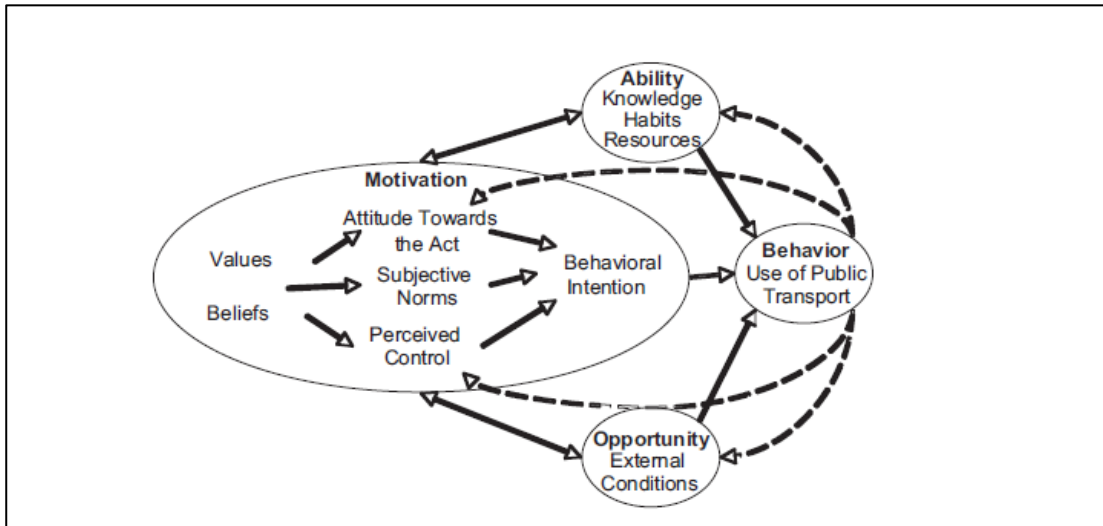 Ability
Knowledge
Habits
Resources
Motivation
Attitude Towards
the Act
Values
Subjective
Norms
Beliefs
Perceived
Control
Behavioral
Intention
Behavior
Use of Public
Transport
Opportunity
External
Conditions